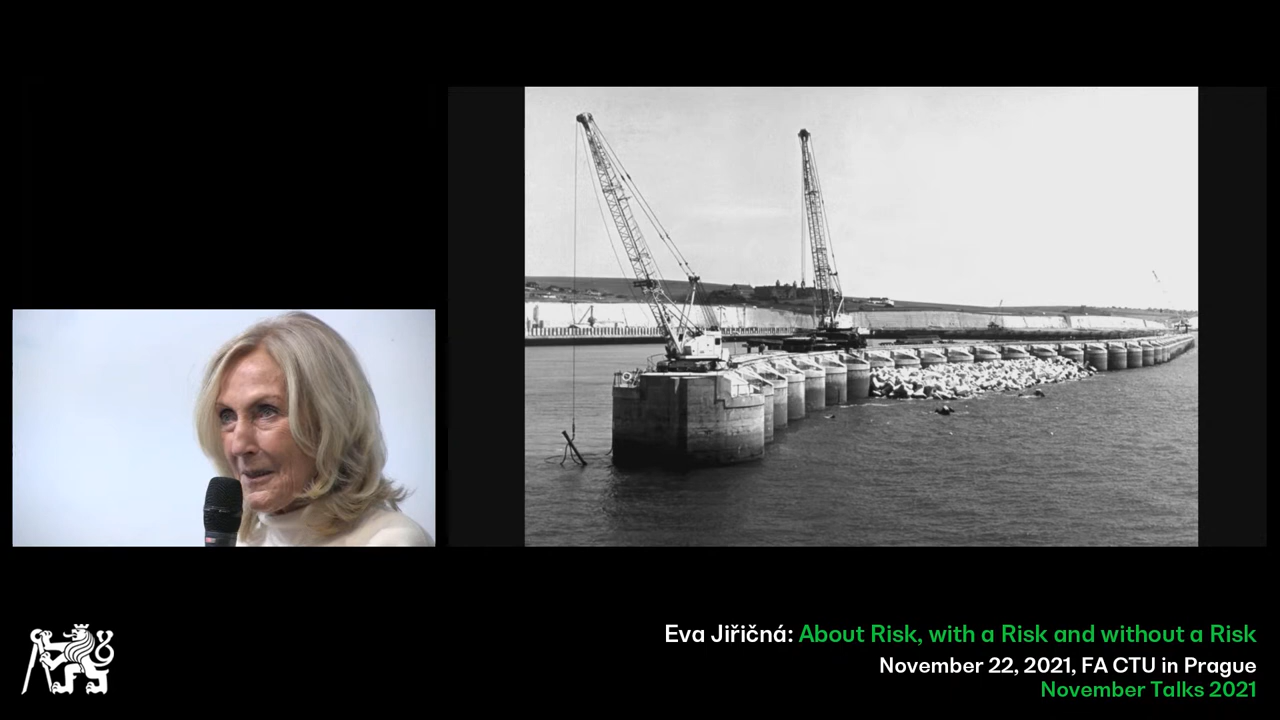 Eva Jiřičná: About Risk, with a Risk and without a Risk
November 22, 2021, FA CTU in Prague
November Talks 2021